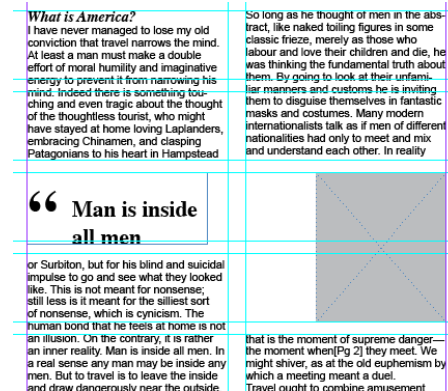 What is America?
I have never managed to lose my old
conviction that travel narrows the mind.
At least a man must make a double
effort of moral humility and imaginative
energy to prevent it from narrowing his
mind. Indeed there is something tou-
ching and even tragic about the thought
of the thoughtless tourist, who might
have stayed at home loving Laplanders,
embracing Chinamen, and clasping
Patagonians to his heart in Hampstead
“ Man is inside
all men
or Surbiton, but for his blind and suicidal
impulse to go and see what they looked
like. This is not meant for nonsense;
still less is it meant for the silliest sort
of nonsense, which is cynicism. The
human bond that he feels at home is not
an illusion. On the contrary, it is rather
an inner reality. Man is inside all men. In
a real sense any man may be inside any
men. But to travel is to leave the inside
and draw dangerously near the outside.
So long as he thought of men in the abs-
tract, like naked toiling figures in some
classic frieze, merely as those who
labour and love their children and die, he
was thinking the fundamental truth about
them. By going to look at their unfami-
liar manners and customs he is inviting
them to disguise themselves in fantastic
masks and costumes. Many modern
internationalists talk as if men of different
nationalities had only to meet and mix
and understand each other. In reality
that is the moment of supreme danger—
the moment when[Pg 2] they meet. We
might shiver, as at the old euphemism by
which a meeting meant a duel.
Travel ought to combine amusement